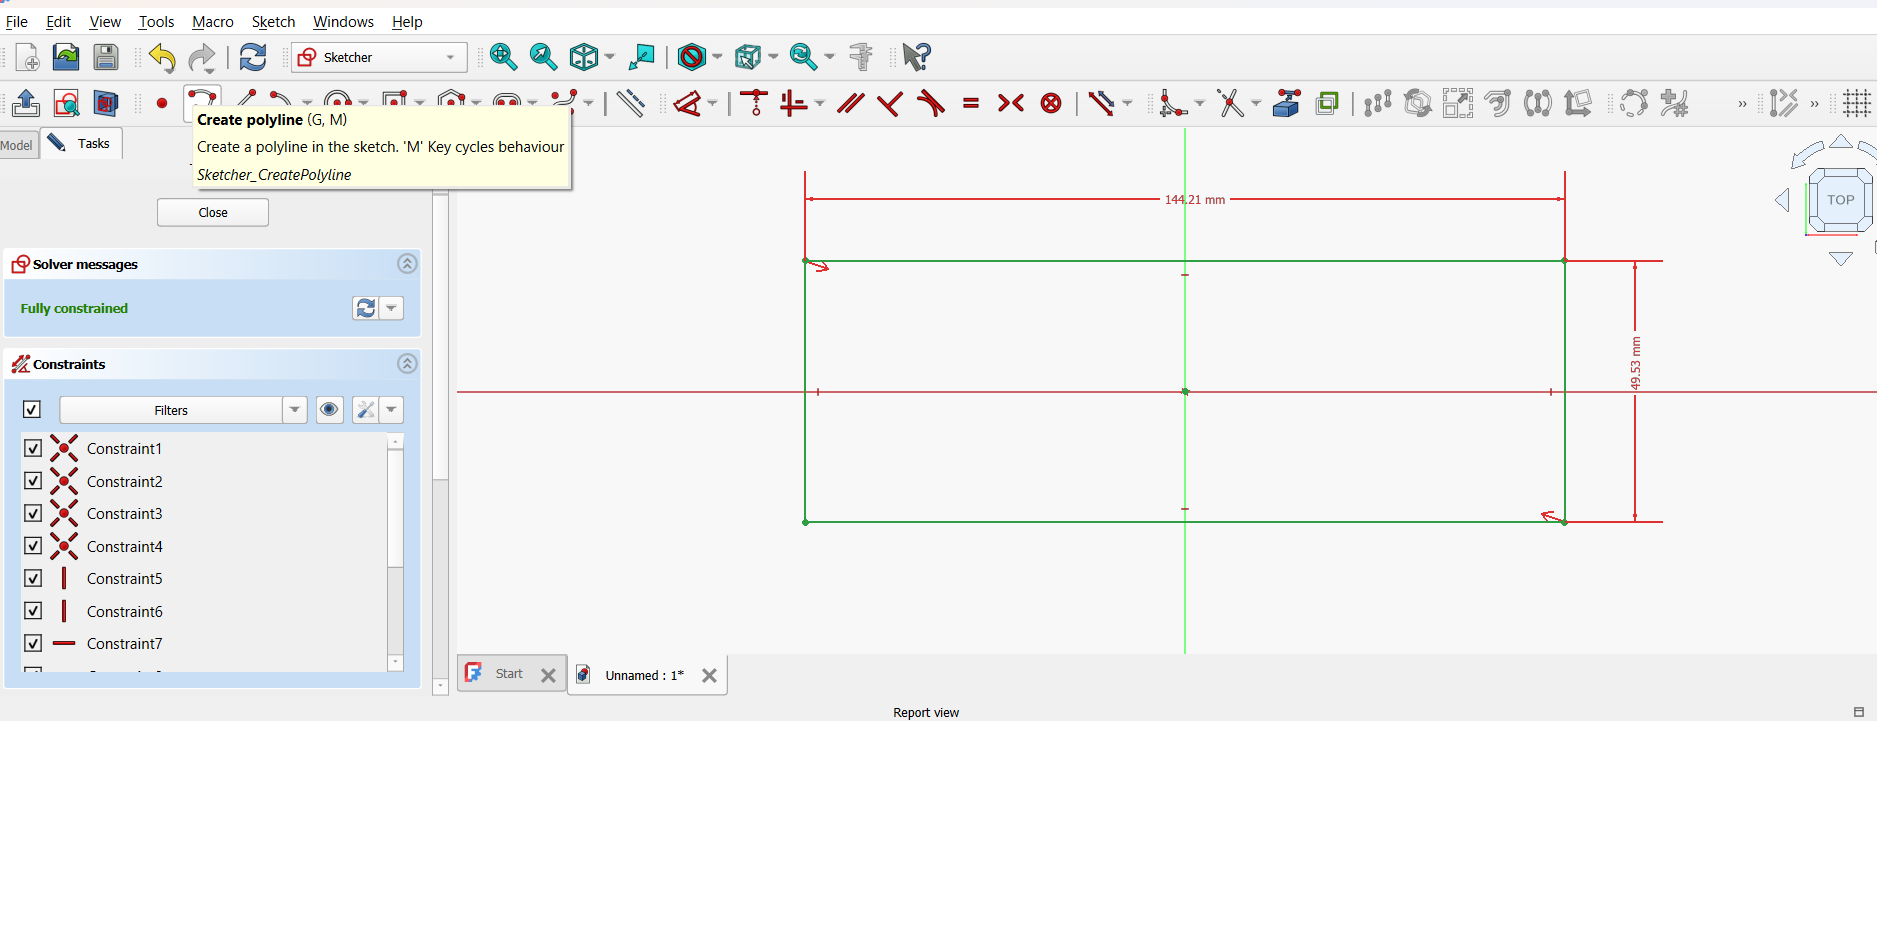 File Edit View Tools Macro Sketch Windows Help
Sketcher
Create polyline (G, M)
Create a polyline in the sketch. 'M' Key cycles behaviour
Sketcher_CreatePolyline
Model Tasks
Close
Solver messages
Fully constrained
Constraints
Filters
Constraint1
Constraint2
Constraint3
Constraint4
Constraint5
Constraint6
Constraint7
144.21 mm
49.53 mm
TOP
Start
Unnamed : 1*
Report view